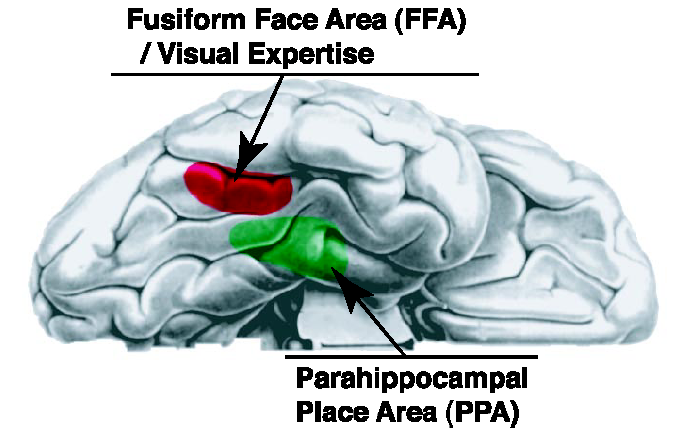 Fusiform Face Area (FFA)
/ Visual Expertise
Parahippocampal
Place Area (PPA)